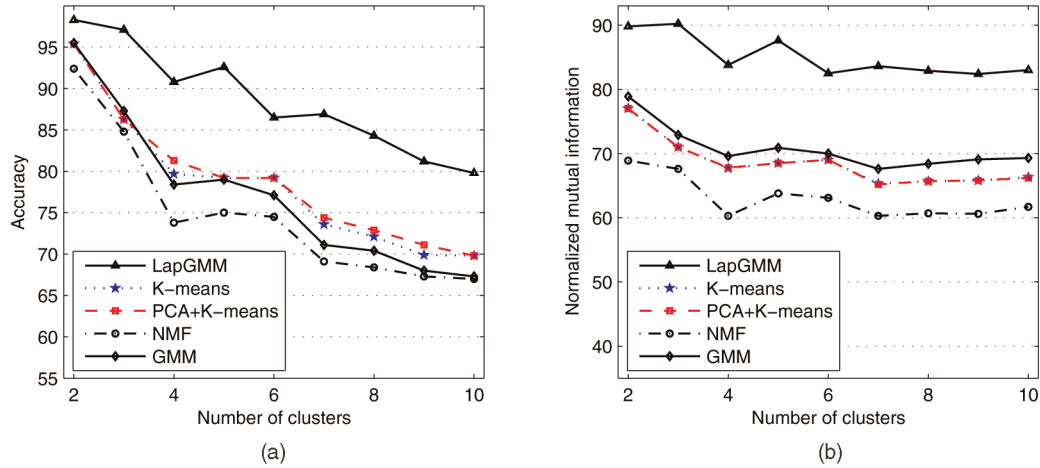 95
90
85
80
75
70
65
60
55
Accuracy
LapGMM
K−means
PCA+K−means
NMF
GMM
2
4
6
8
10
Number of clusters
(a)
90
80
70
60
50
40
Normalized mutual information
LapGMM
K−means
PCA+K−means
NMF
GMM
2
4
6
8
10
Number of clusters
(b)